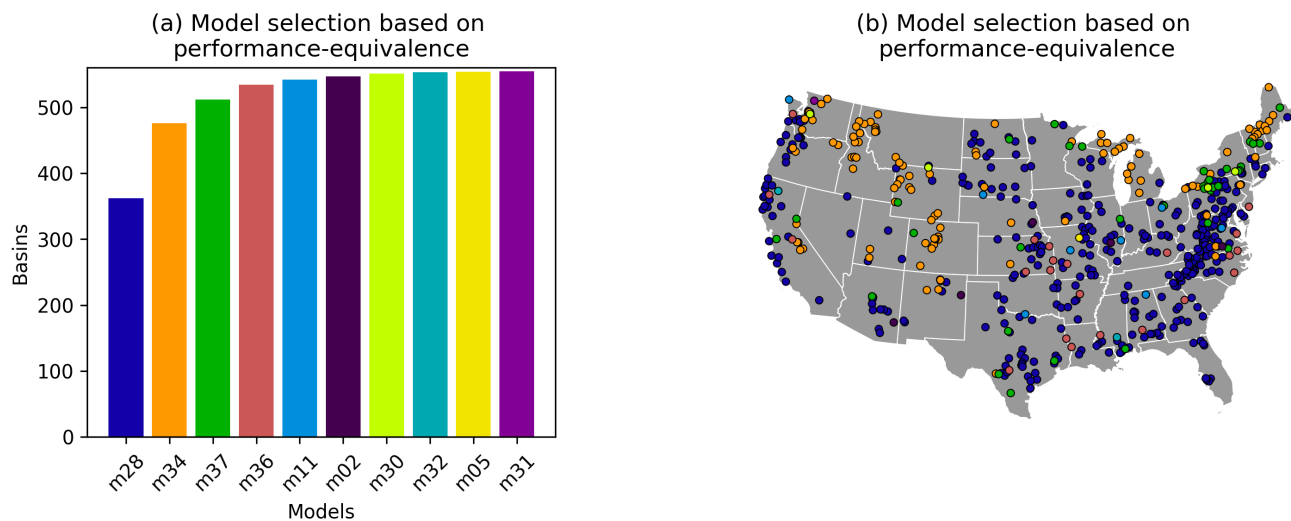 (a) Model selection based on
performance-equivalence
500
400
300
200
100
0
Basins
m28
m34
m37
m36
m11
m02
m30
m32
m05
m31
Models
(b) Model selection based on
performance-equivalence